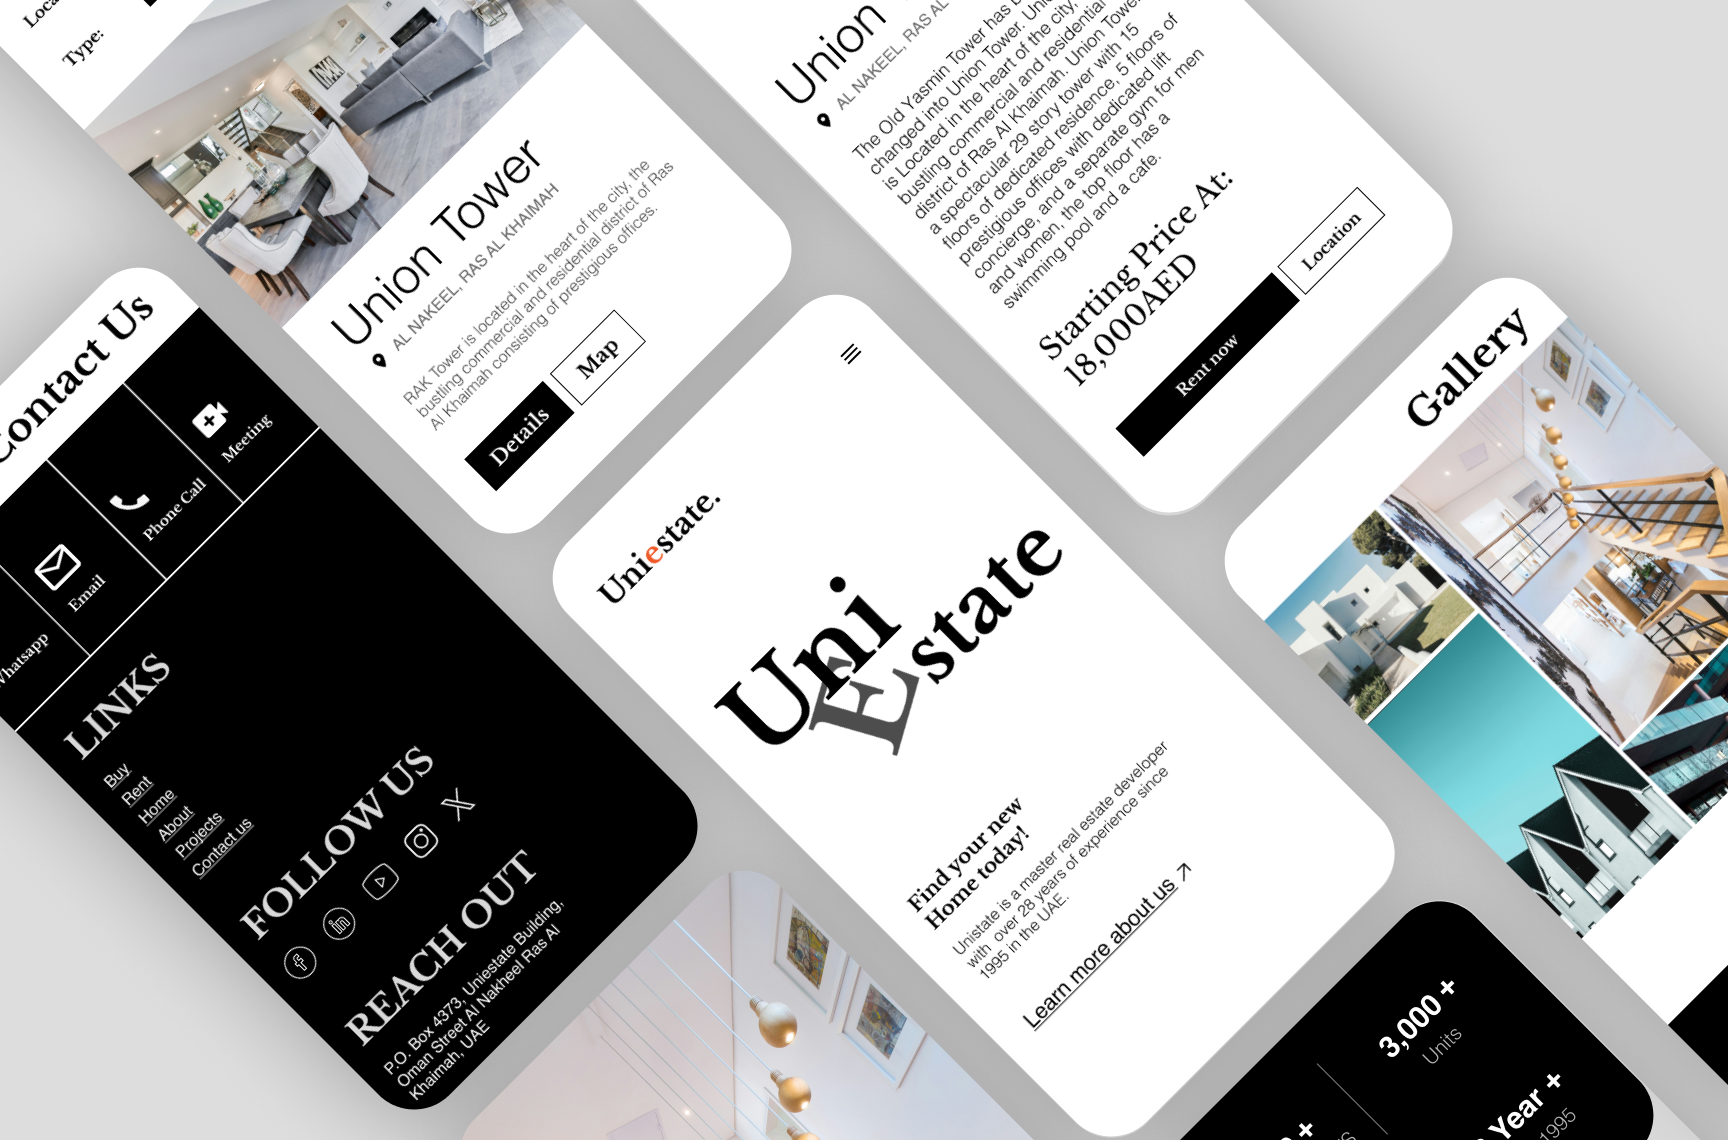 Type:
Union Tower
AL NAKEEL, RAS AL KHAIMAH
RAK Tower is located in the heart of the city, the
bustling commercial and residential district of Ras
Al Khaimah consisting of prestigious offices.
Details
Map
Union
AL NAKEEL, RAS AL
The Old Yasmin Tower has
changed into Union Tower.
is Located in the heart of the city,
bustling commercial and residential
district of Ras Al Khaimah. Union Tower
a spectacular 29 story tower with 15
floors of dedicated residence, 5 floors of
prestigious offices with dedicated lift
concierge, and a separate gym for men
and women, the top floor has a
swimming pool and a cafe.
Starting Price At:
18,000AED
Rent now
Location
Contact Us
Whatsapp
Email
Phone Call
Meeting
LINKS
Buy
Rent
Home
About
Projects
Contact us
FOLLOW US
REACH OUT
P.O. Box 4373, Uniestate Building,
Oman Street Al Nakheel Ras Al
Khaimah, UAE
Uniestate.
Uni
Estate
Find your new
Home today!
Unistate is a master real estate developer
with over 28 years of experience since
1995 in the UAE.
Learn more about us
Gallery
3,000 +
Units
Year +
1995